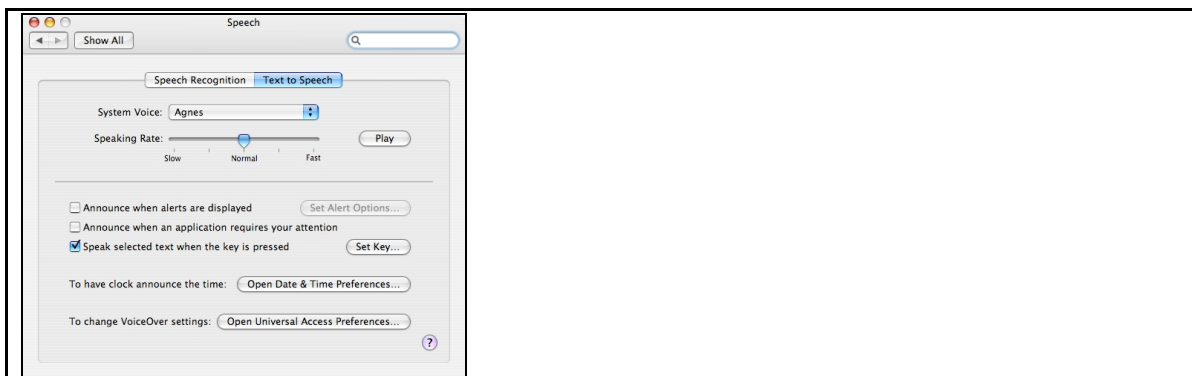 Speech
Show All
Speech Recognition Text to Speech
System Voice: Agnes
Speaking Rate: Play
Slow Normal Fast
Announce when alerts are displayed Set Alert Options...
Announce when an application requires your attention
Speak selected text when the key is pressed Set Key...
To have clock announce the time: Open Date & Time Preferences...
To change VoiceOver settings: Open Universal Access Preferences...
?